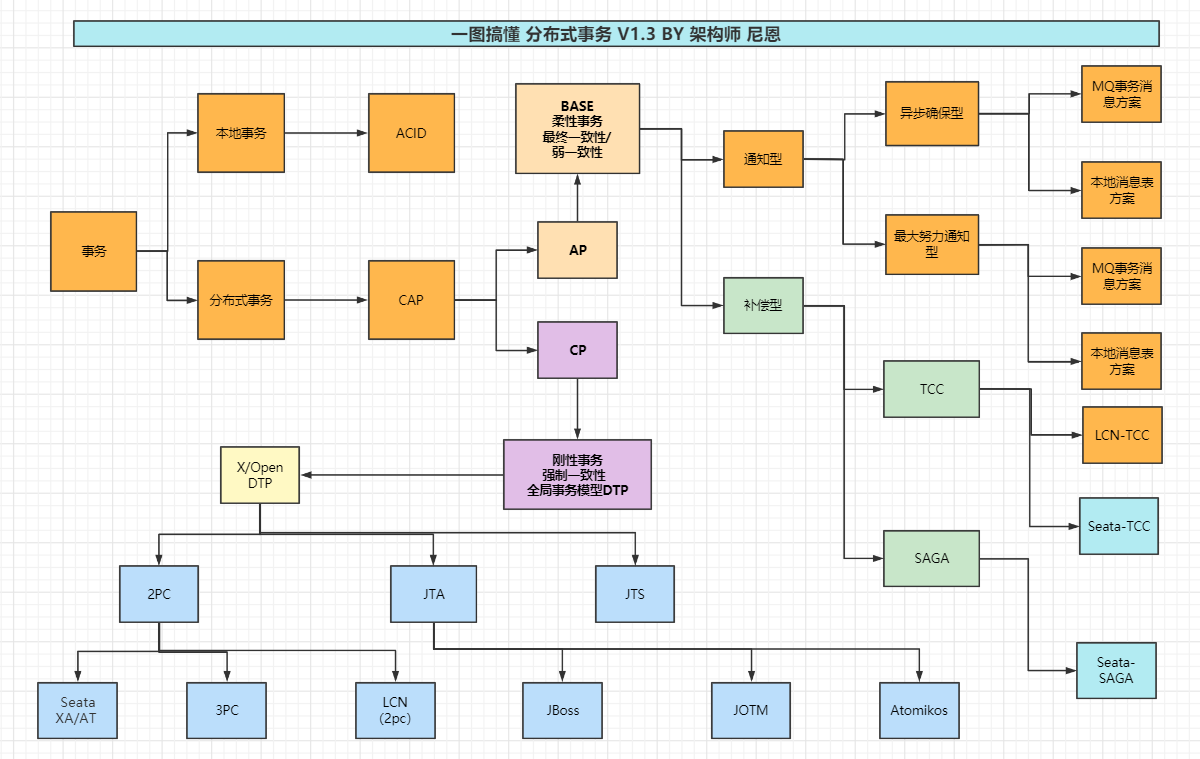 一图搞懂 分布式事务 V1.3 BY 架构师 尼恩
事务
本地事务
ACID
分布式事务
CAP
BASE
柔性事务
最终一致性/
弱一致性
AP
CP
刚性事务
强制一致性
全局事务模型DTP
通知型
异步确保型
MQ事务消
息方案
本地消息表
方案
最大努力通知
型
MQ事务消
息方案
本地消息表
方案
补偿型
TCC
LCN-TCC
Seata-TCC
SAGA
Seata-
SAGA
X/Open
DTP
2PC
JTA
JTS
Seata
XA/AT
3PC
LCN
(2pc)
JBoss
JOTM
Atomikos